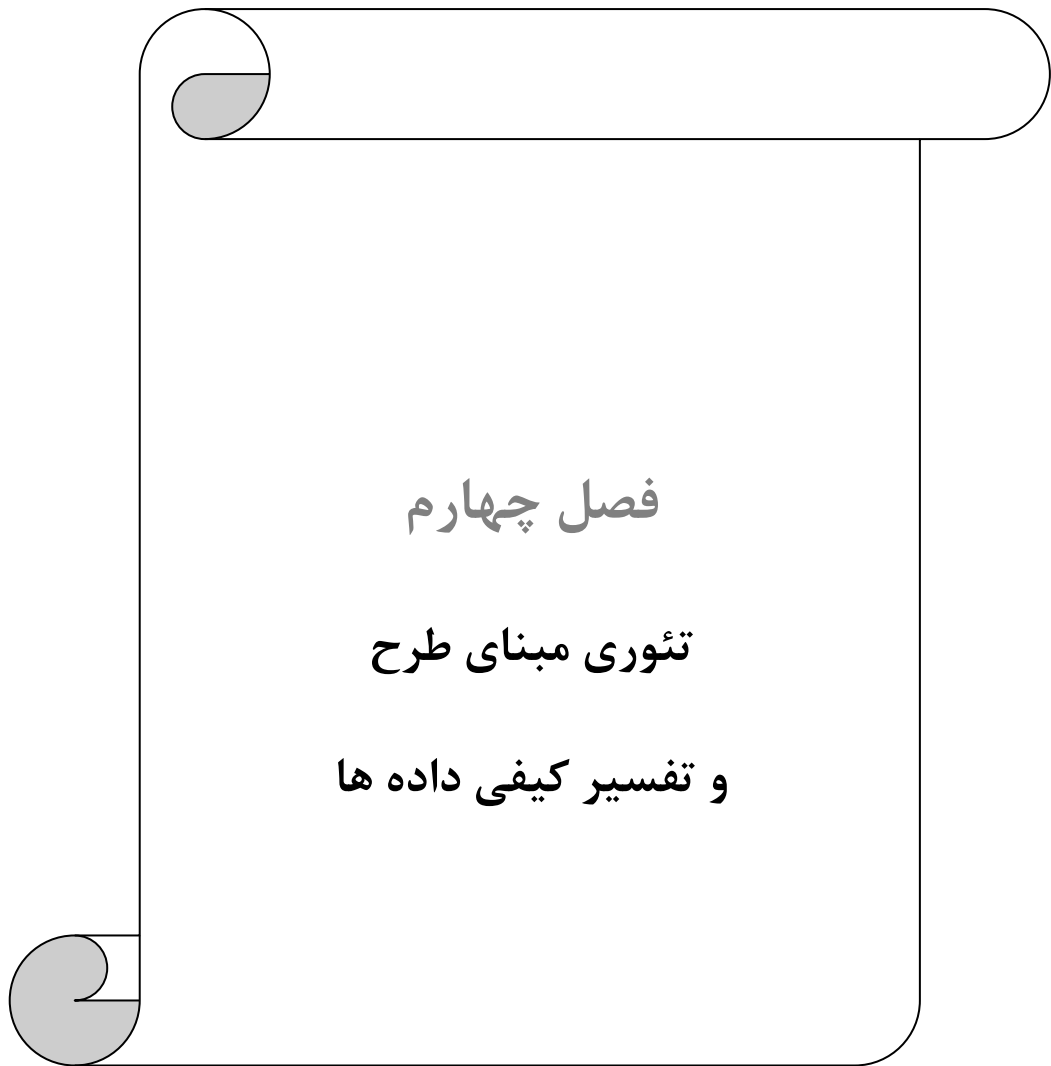 فصل چهارم
تئوری مبنای طرح
و تفسیر کیفی داده ها